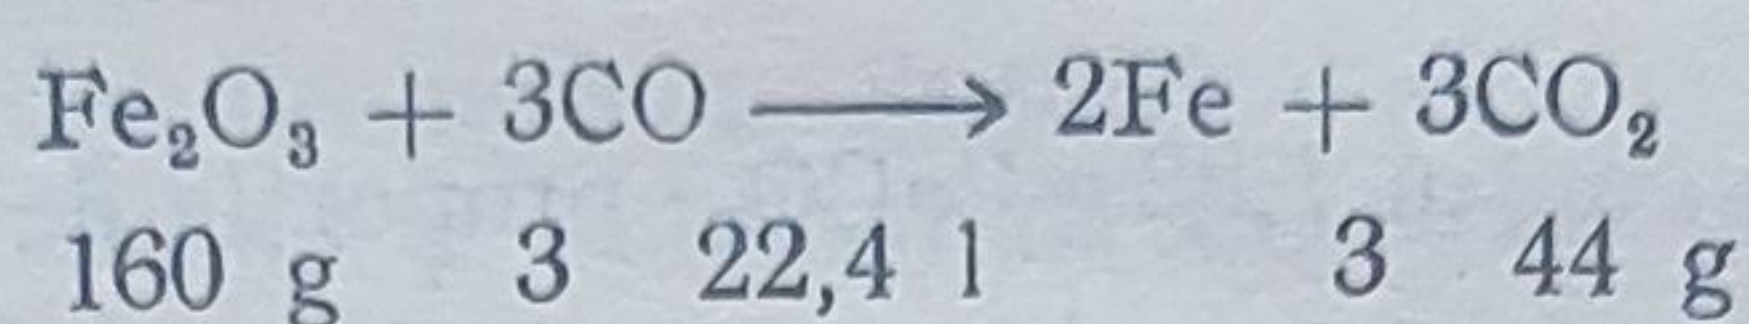 Fe₂O₃ + 3CO ⟶ 2Fe + 3CO₂
160 g 3 22,4 l 3 44 g